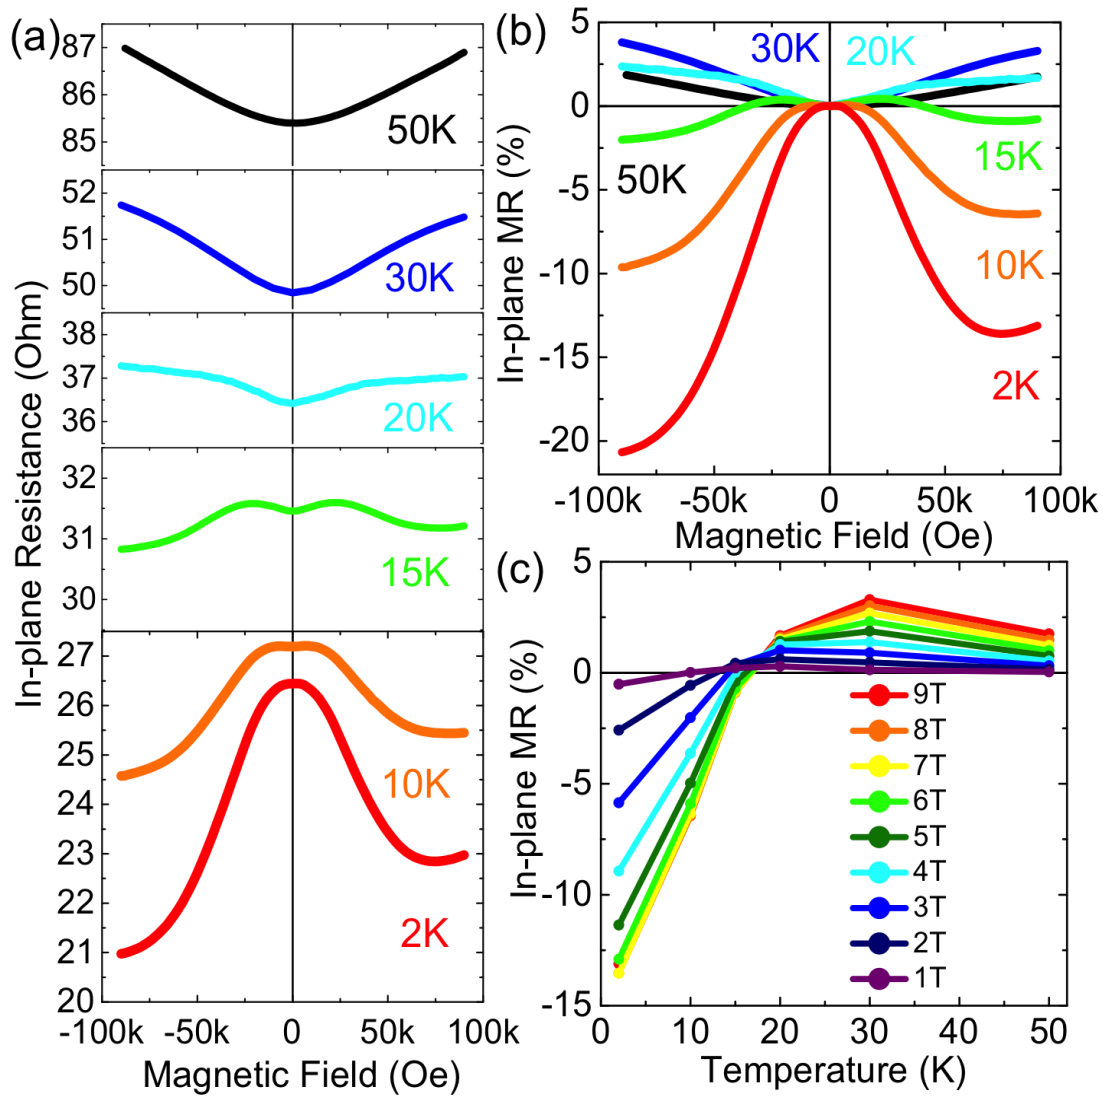 (a)
In-plane Resistance (Ohm)
87
86
85
50K
52
51
50
30K
38
37
36
20K
32
31
30
15K
27
26
25
24
23
22
21
20
10K
2K
-100k -50k 0 50k 100k
Magnetic Field (Oe)
(b)
In-plane MR (%)
5
0
-5
-10
-15
-20
30K
20K
50K
15K
10K
2K
-100k -50k 0 50k 100k
Magnetic Field (Oe)
(c)
In-plane MR (%)
5
0
-5
-10
-15
9T
8T
7T
6T
5T
4T
3T
2T
1T
0 10 20 30 40 50
Temperature (K)